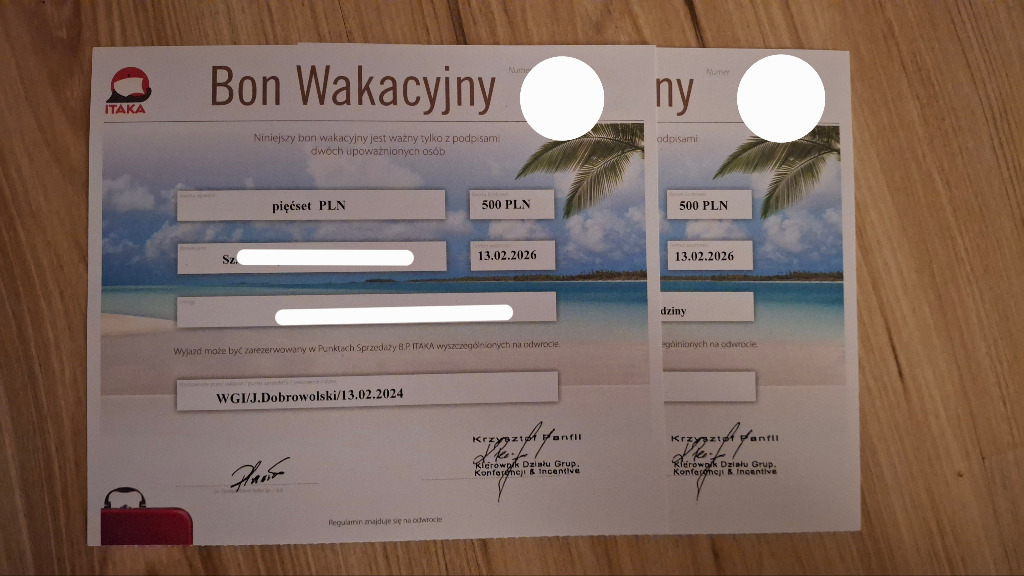 ITAKA
Bon Wakacyjny
Niniejszy bon wakacyjny jest ważny tylko z podpisami
dwóch upoważnionych osób
pięćset PLN
500 PLN
Sz.
13.02.2026
Wyjazd może być zarezerwowany w Punktach Sprzedaży B.P. ITAKA wyszczególnionych na odwrocie.
WGI/J.Dobrowolski/13.02.2024
Krzysztof Panfil
Kierownik Działu Grup,
Konferencji & Incentive
Regulamin znajduje się na odwrocie
ny
Numer
podpisami
500 PLN
13.02.2026
dziny
ególnionych na odwrocie.
Krzysztof Panfil
Kierownik Działu Grup,
Konferencji & Incentive